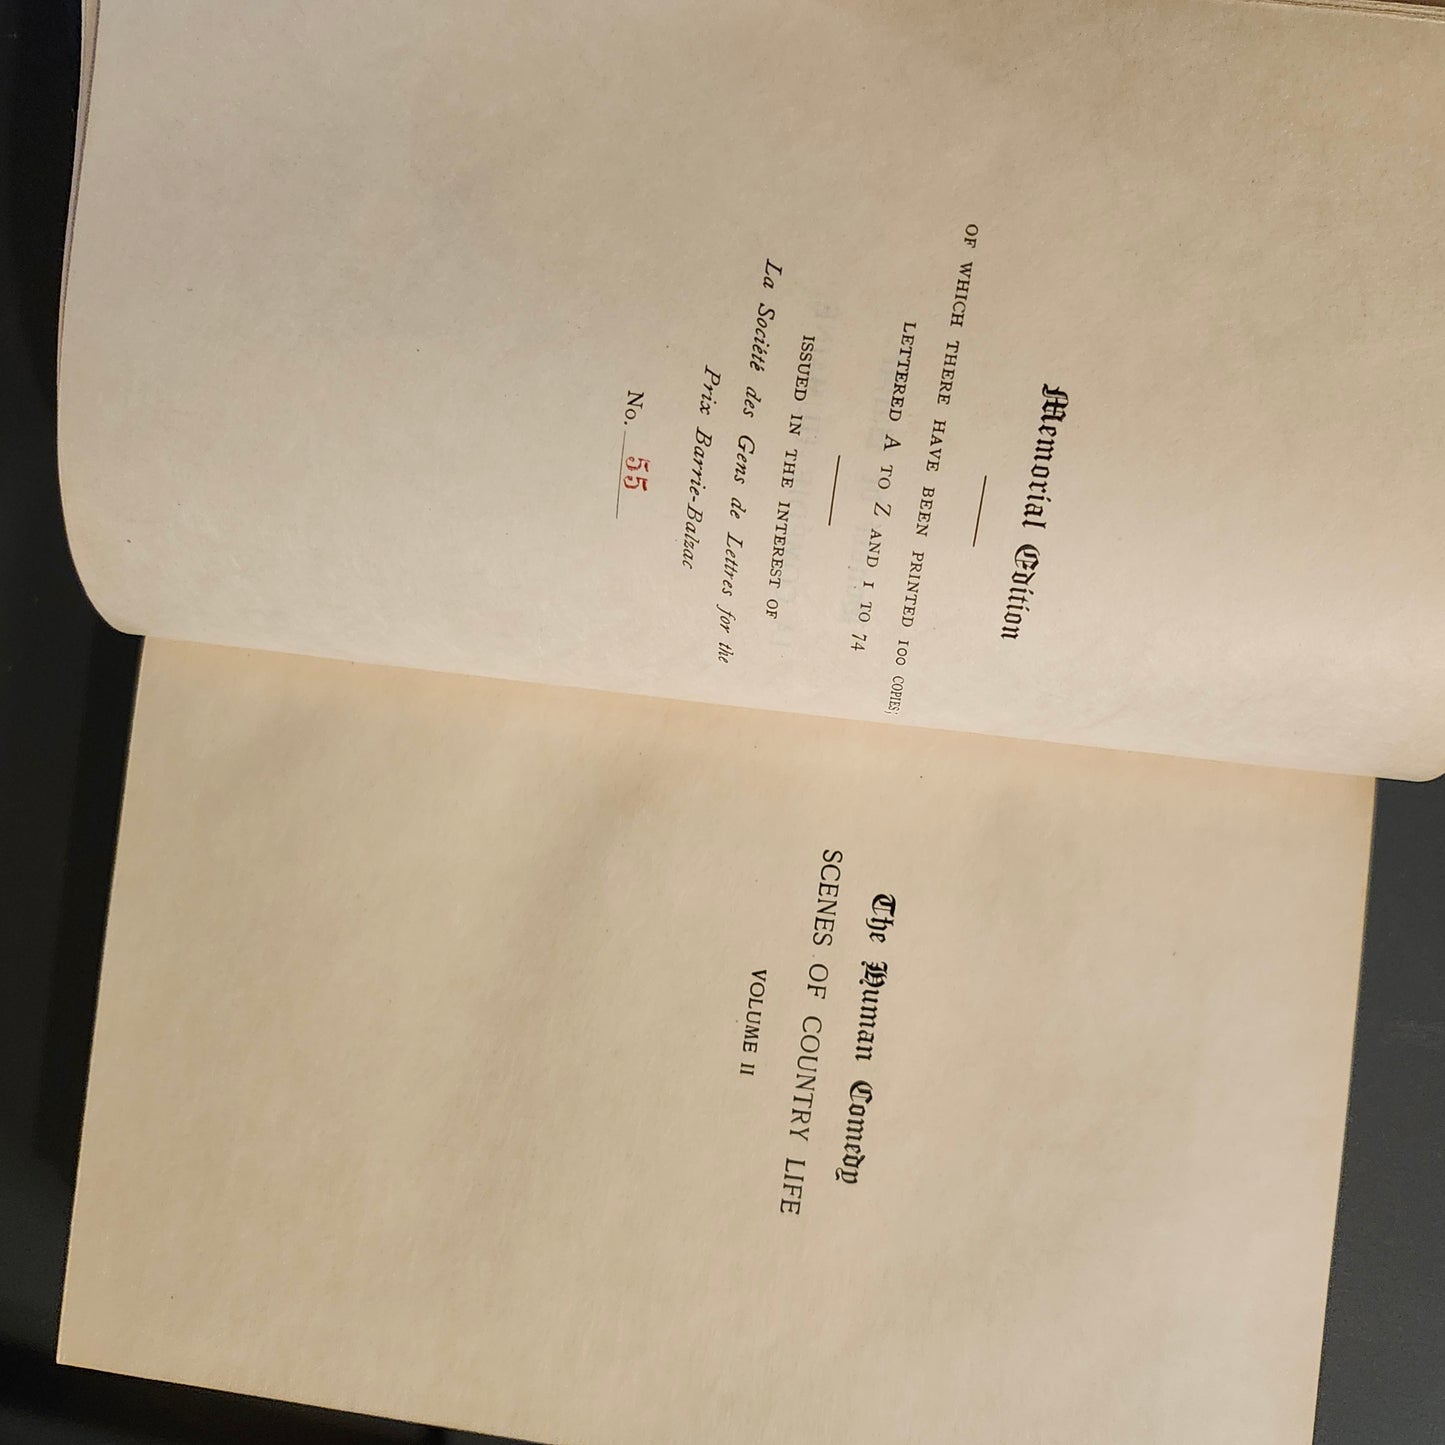 Memorial Edition
OF WHICH THERE HAVE BEEN PRINTED 100 COPIES;
LETTERED A TO Z AND 1 TO 74
ISSUED IN THE INTEREST OF
La Société des Gens de Lettres for the
Prix Barrie-Balzac
No. 55
The Human Comedy
SCENES OF COUNTRY LIFE
VOLUME II